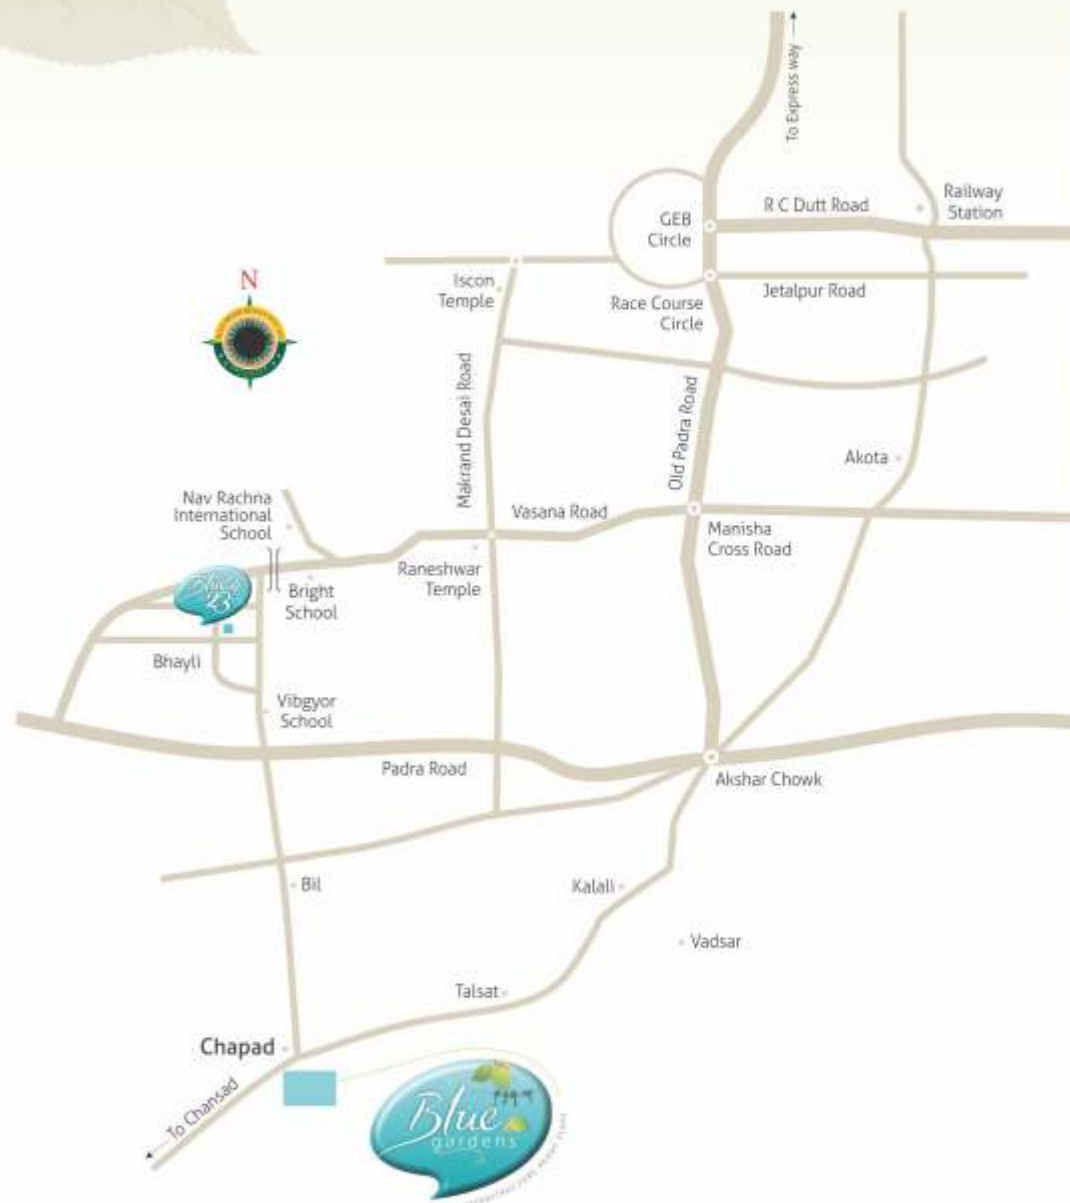 To Express way
Railway
Station
R C Dutt Road
GEB
Circle
Iscon
Temple
Jetalpur Road
Race Course
Circle
N
Makrand Desai Road
Old Padra Road
Akota
Nav Rachna
International
School
Vasana Road
Manisha
Cross Road
Raneshwar
Temple
Bright
School
23
Bhayli
Vibgyor
School
Padra Road
Akshar Chowk
Bil
Kalali
Vadsar
Talsat
Chapad
To Chansad
Blue
gardens